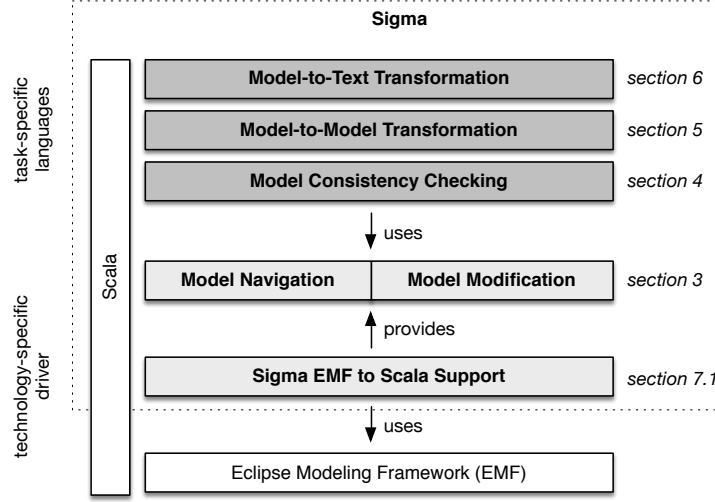 Sigma
Model-to-Text Transformation
section 6
Model-to-Model Transformation
section 5
Model Consistency Checking
section 4
task-specific
languages
uses
Scala
Model Navigation
Model Modification
section 3
provides
technology-specific
driver
Sigma EMF to Scala Support
section 7.1
uses
Eclipse Modeling Framework (EMF)